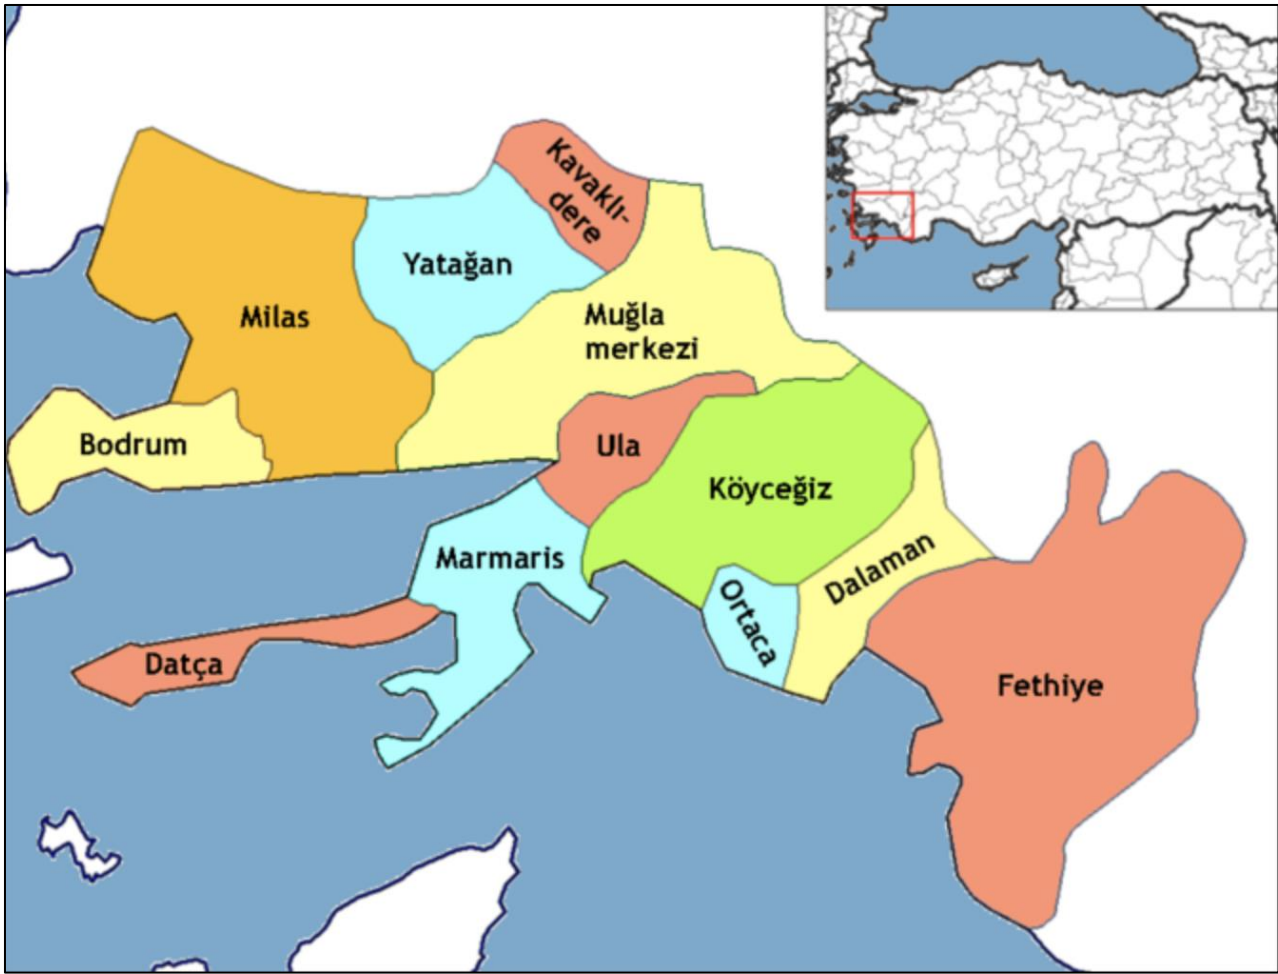 Kavaklı-
dere
Yatağan
Milas
Muğla
merkezi
Bodrum
Ula
Köyceğiz
Marmaris
Dalaman
Ortaca
Datça
Fethiye